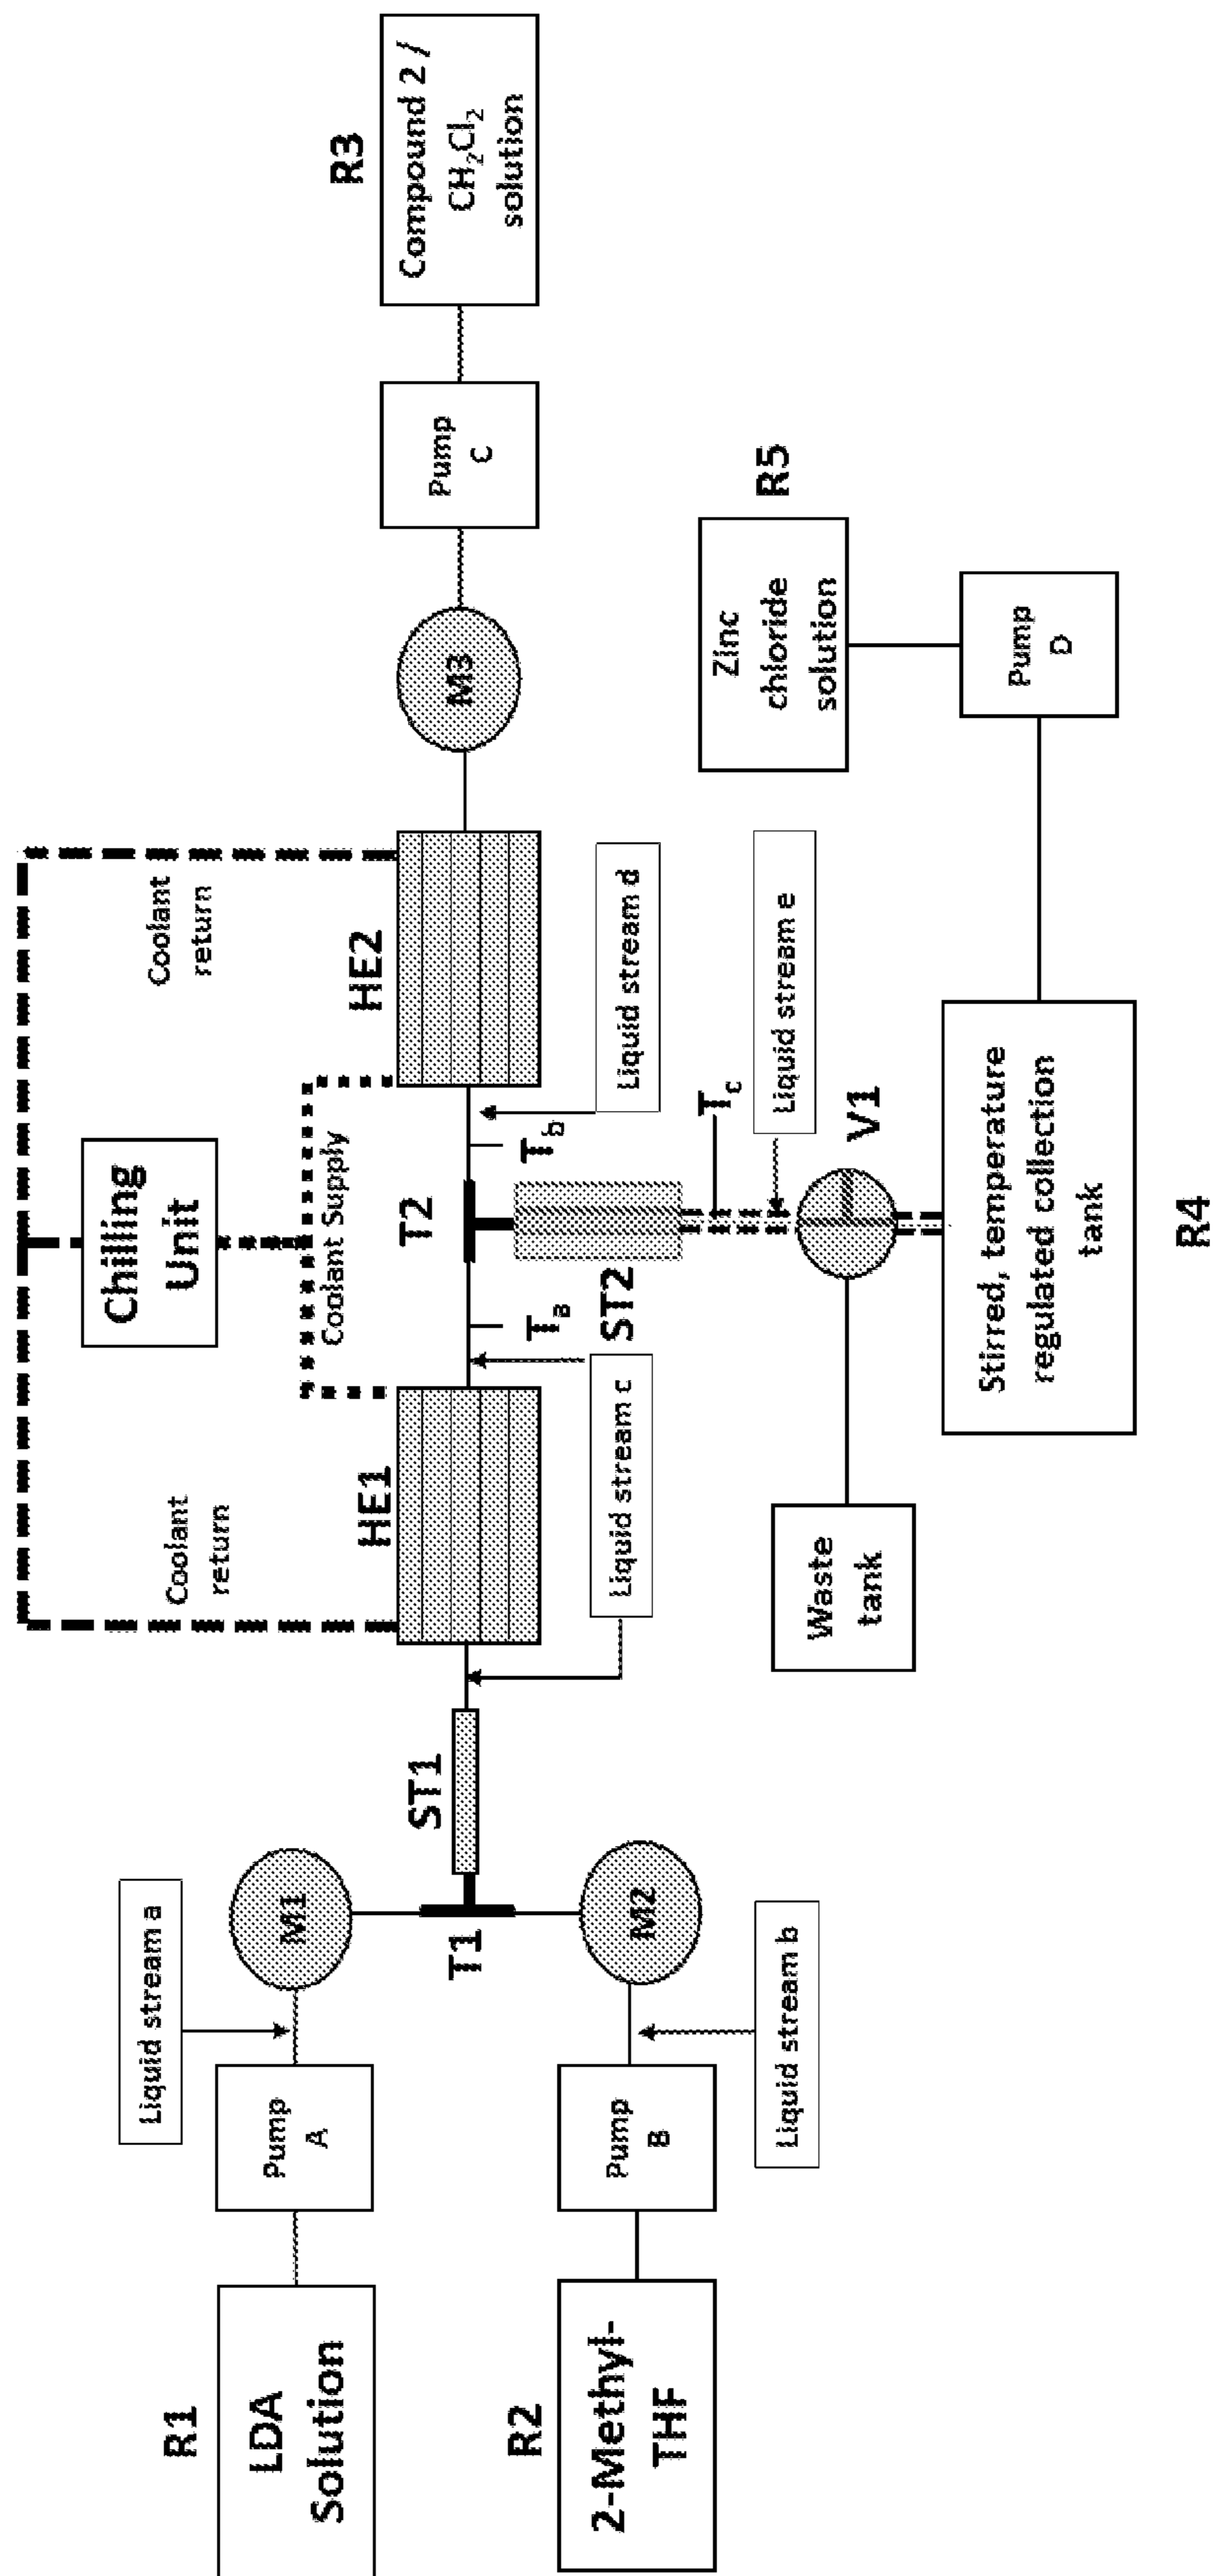 R1
LDA
Solution
Pump
A
Liquid stream a
M1
R2
2-Methyl-
THF
Pump
B
Liquid stream b
M2
T1
ST1
Liquid stream c
HE1
Coolant
return
Chilling
Unit
Coolant Supply
Coolant
return
Ta
T2
Tb
ST2
HE2
Liquid stream d
M3
Pump
C
R3
Compound 2 /
CH₂Cl₂
solution
Tc
Liquid stream e
V1
Waste
tank
Stirred, temperature
regulated collection
tank
R4
Pump
D
R5
Zinc
chloride
solution